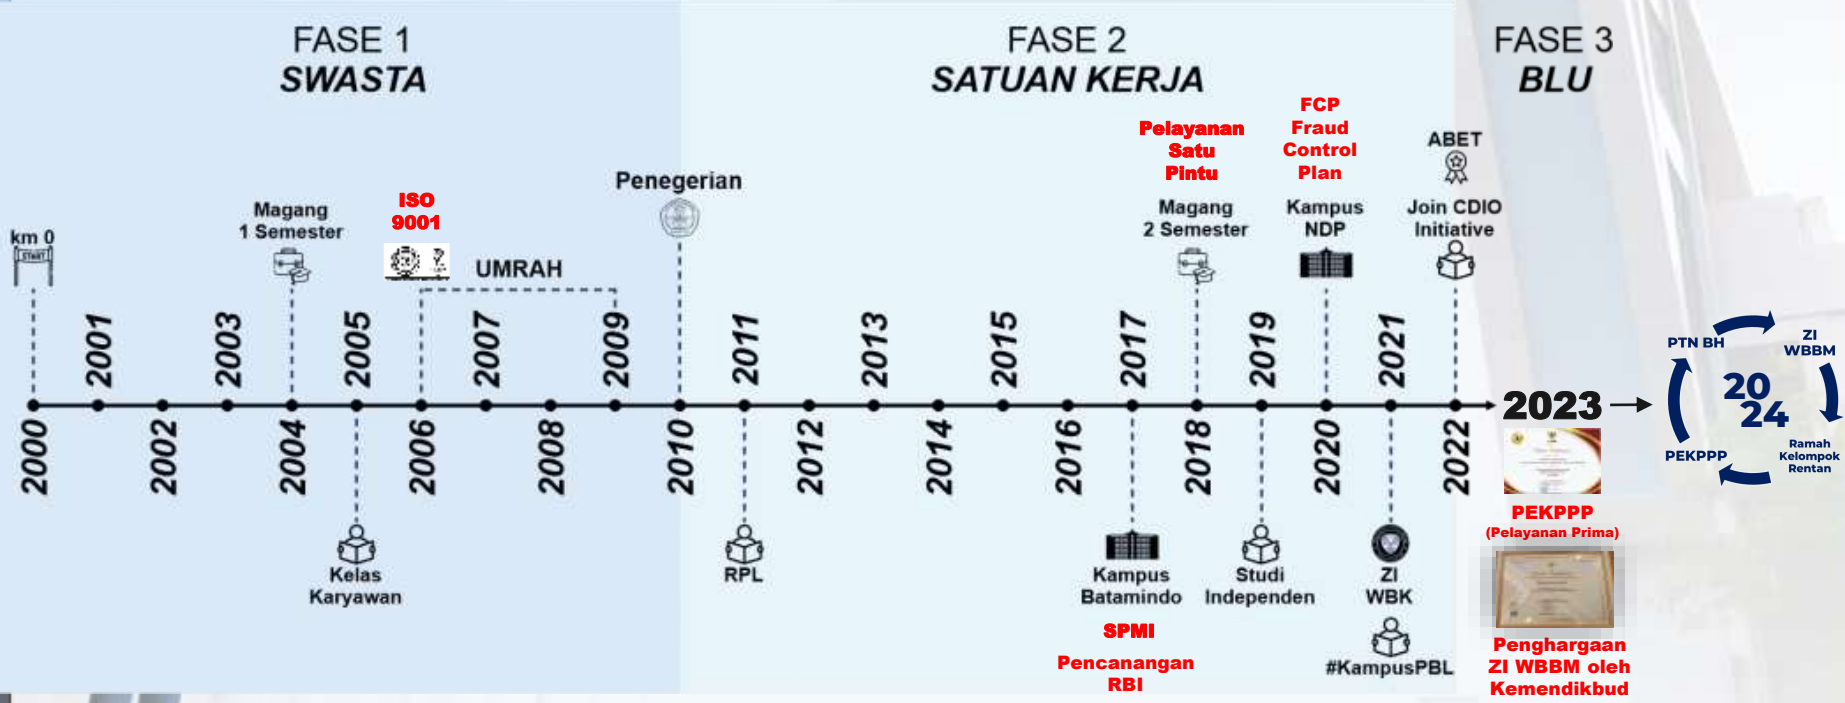 FASE 1
SWASTA
FASE 2
SATUAN KERJA
FASE 3
BLU
km 0
START
Magang
1 Semester
ISO
9001
UMRAH
Penegerian
Pelayanan
Satu
Pintu
Magang
2 Semester
FCP
Fraud
Control
Plan
Kampus
NDP
ABET
Join CDIO
Initiative
2001
2003
2005
2007
2009
2011
2013
2015
2017
2019
2021
2000
2002
2004
2006
2008
2010
2012
2014
2016
2018
2020
2022
2023
Kelas
Karyawan
RPL
Kampus
Batamindo
SPMI
Pencanangan
RBI
Studi
Independen
ZI
WBK
#KampusPBL
PEKPPP
(Pelayanan Prima)
Penghargaan
ZI WBBM oleh
Kemendikbud
PTN BH
ZI
WBBM
20
24
Ramah
Kelompok
Rentan
PEKPPP